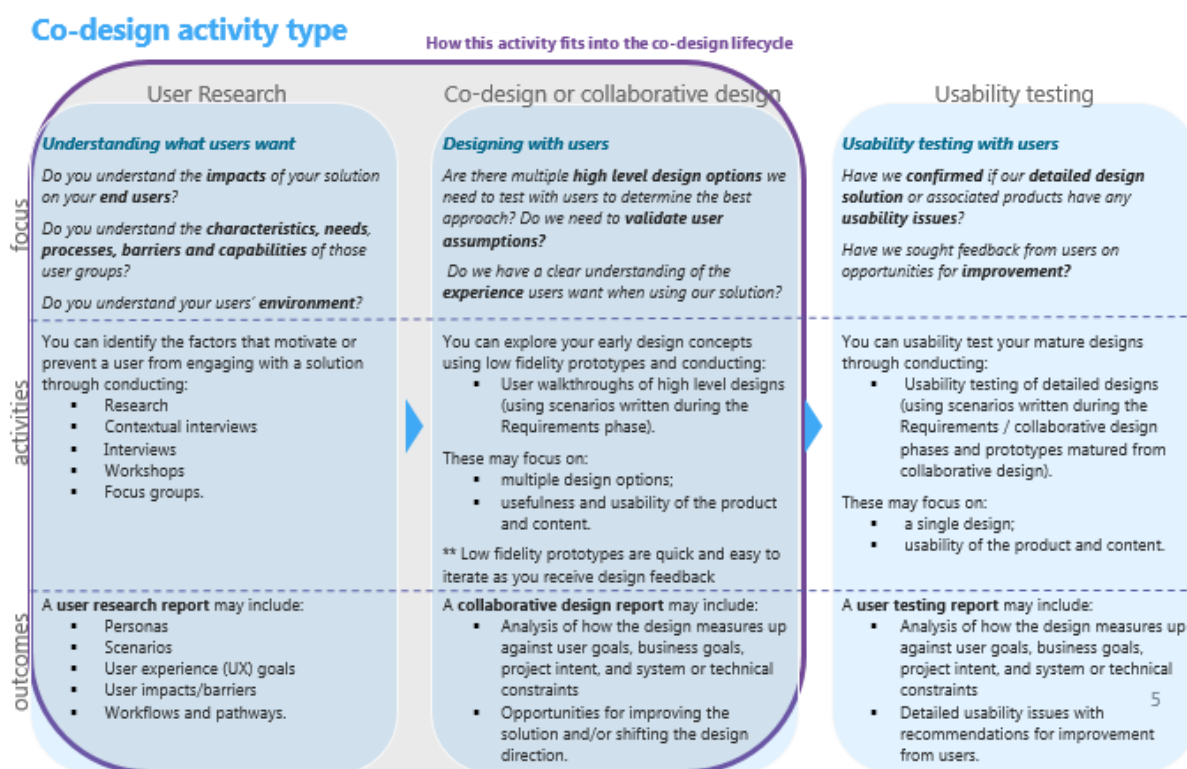 Co-design activity type
How this activity fits into the co-design lifecycle
User Research
Co-design or collaborative design
Usability testing
focus
Understanding what users want
Do you understand the impacts of your solution
on your end users?
Do you understand the characteristics, needs,
processes, barriers and capabilities of those
user groups?
Do you understand your users' environment?
Designing with users
Are there multiple high level design options we
need to test with users to determine the best
approach? Do we need to validate user
assumptions?
Do we have a clear understanding of the
experience users want when using our solution?
Usability testing with users
Have we confirmed if our detailed design
solution or associated products have any
usability issues?
Have we sought feedback from users on
opportunities for improvement?
activities
You can identify the factors that motivate or
prevent a user from engaging with a solution
through conducting:
▪ Research
▪ Contextual interviews
▪ Interviews
▪ Workshops
▪ Focus groups.
You can explore your early design concepts
using low fidelity prototypes and conducting:
▪ User walkthroughs of high level designs
(using scenarios written during the
Requirements phase).
These may focus on:
▪ multiple design options;
▪ usefulness and usability of the product
and content.
** Low fidelity prototypes are quick and easy to
iterate as you receive design feedback
You can usability test your mature designs
through conducting:
▪ Usability testing of detailed designs
(using scenarios written during the
Requirements / collaborative design
phases and prototypes matured from
collaborative design).
These may focus on:
▪ a single design;
▪ usability of the product and content.
outcomes
A user research report may include:
▪ Personas
▪ Scenarios
▪ User experience (UX) goals
▪ User impacts/barriers
▪ Workflows and pathways.
A collaborative design report may include:
▪ Analysis of how the design measures up
against user goals, business goals,
project intent, and system or technical
constraints
▪ Opportunities for improving the
solution and/or shifting the design
direction.
A user testing report may include:
▪ Analysis of how the design measures up
against user goals, business goals,
project intent, and system or technical
constraints
▪ Detailed usability issues with
recommendations for improvement
from users.
5